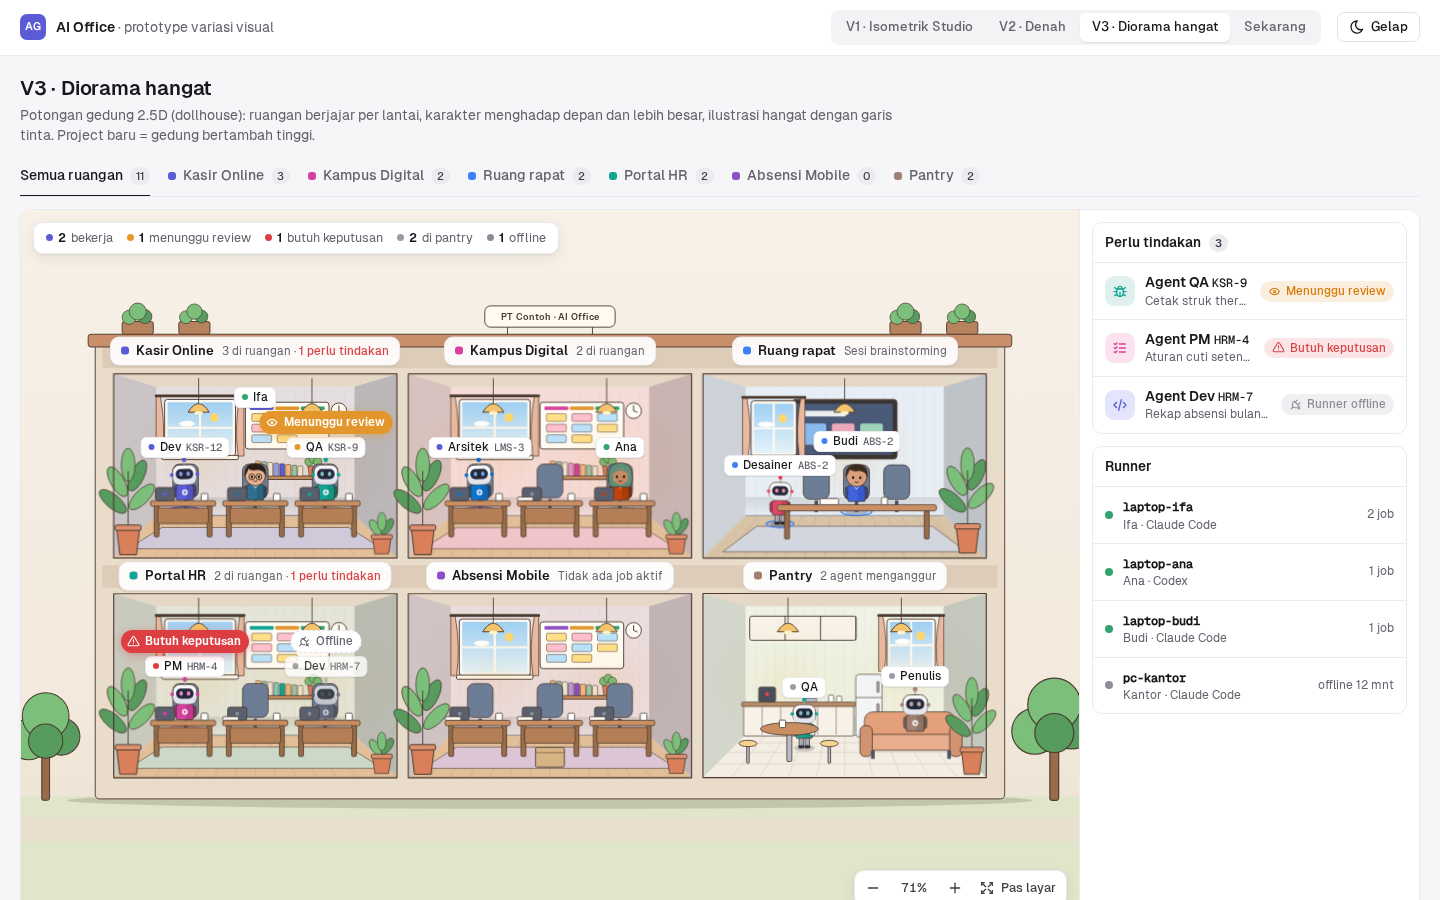 AG AI Office · prototype variasi visual
V1 · Isometrik Studio
V2 · Denah
V3 · Diorama hangat
Sekarang
Gelap
V3 · Diorama hangat
Potongan gedung 2.5D (dollhouse): ruangan berjajar per lantai, karakter menghadap depan dan lebih besar, ilustrasi hangat dengan garis
tinta. Project baru = gedung bertambah tinggi.
Semua ruangan 11
Kasir Online 3
Kampus Digital 2
Ruang rapat 2
Portal HR 2
Absensi Mobile 0
Pantry 2
2 bekerja
1 menunggu review
1 butuh keputusan
2 di pantry
1 offline
PT Contoh · AI Office
Kasir Online 3 di ruangan · 1 perlu tindakan
Kampus Digital 2 di ruangan
Ruang rapat Sesi brainstorming
Ifa
Menunggu review
Dev KSR-12
QA KSR-9
Arsitek LMS-3
Ana
Budi ABS-2
Desainer ABS-2
Portal HR 2 di ruangan · 1 perlu tindakan
Absensi Mobile Tidak ada job aktif
Pantry 2 agent menganggur
Butuh keputusan
Offline
PM HRM-4
Dev HRM-7
QA
Penulis
71%
Pas layar
Perlu tindakan 3
Agent QA KSR-9
Cetak struk ther…
Menunggu review
Agent PM HRM-4
Aturan cuti seten…
Butuh keputusan
Agent Dev HRM-7
Rekap absensi bulan…
Runner offline
Runner
laptop-ifa
Ifa · Claude Code
2 job
laptop-ana
Ana · Codex
1 job
laptop-budi
Budi · Claude Code
1 job
pc-kantor
Kantor · Claude Code
offline 12 mnt